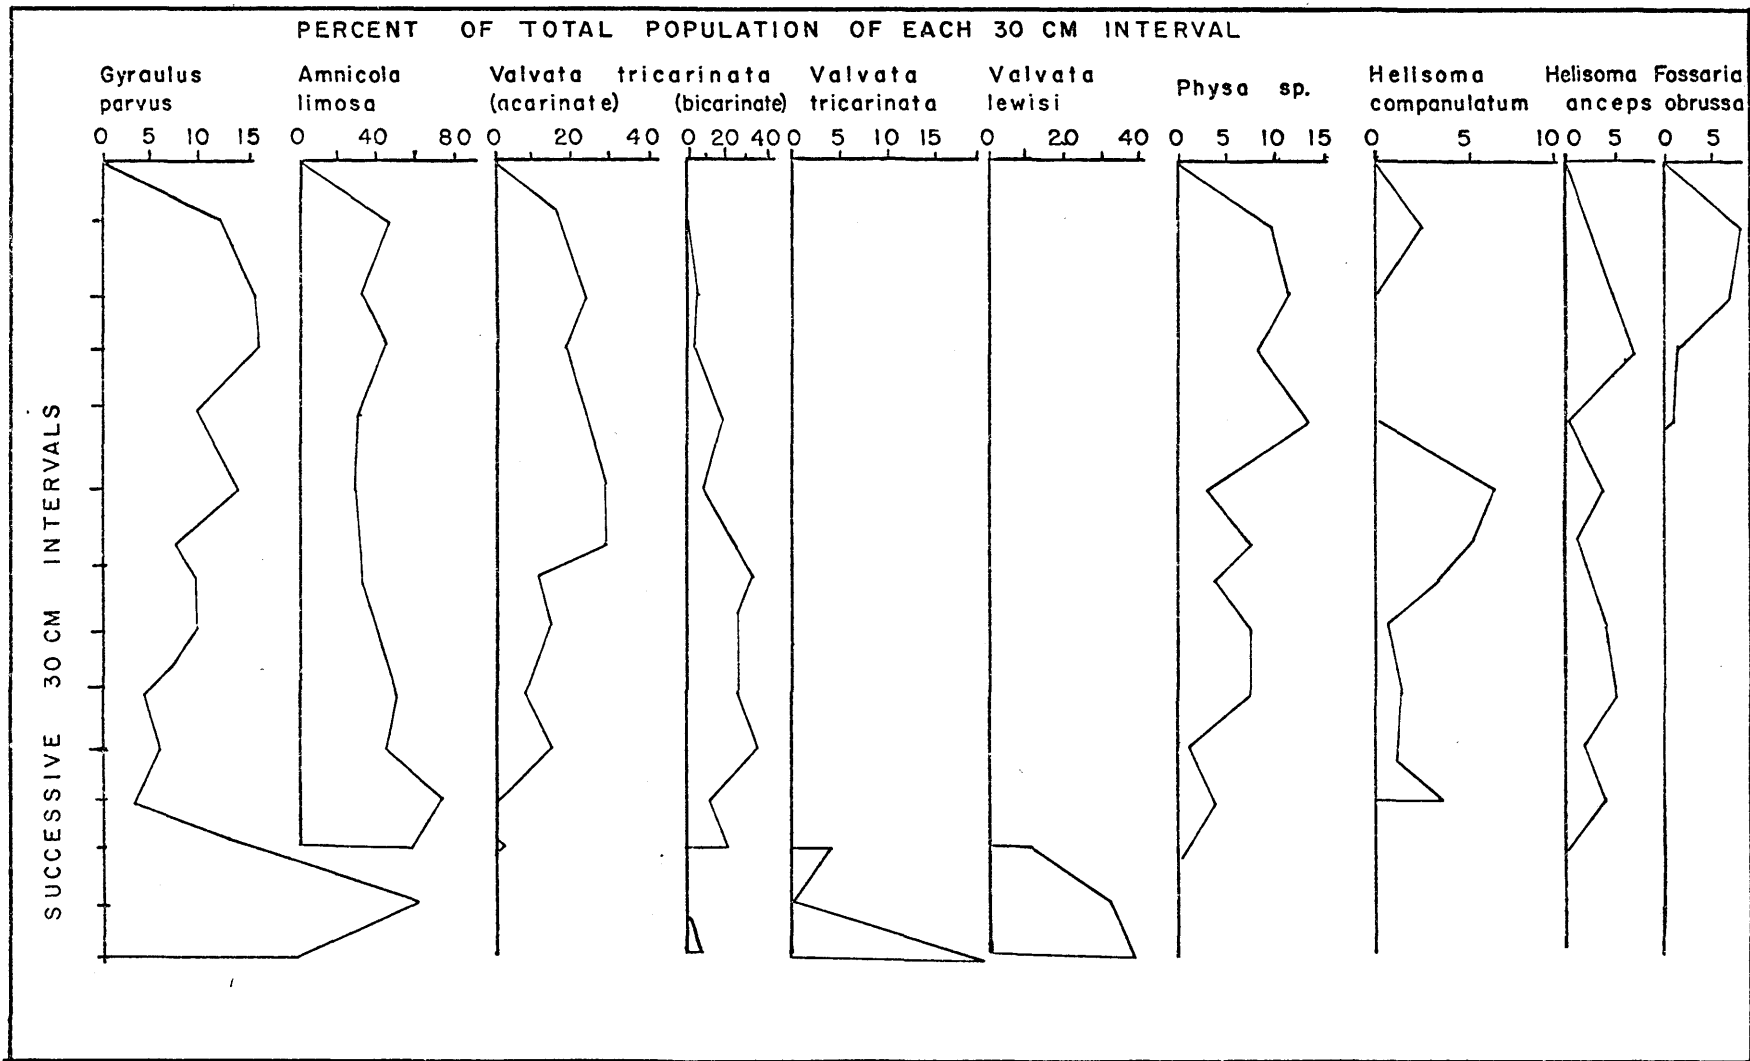 PERCENT OF TOTAL POPULATION OF EACH 30 CM INTERVAL
Gyraulus Amnicola Valvata tricarinata Valvata Valvata Physa sp. Helisoma Helisoma Fossaria
parvus limosa (acarinate) (bicarinate) tricarinata lewisi companulatum anceps obrussa
0 5 10 15 0 40 80 0 20 40 0 20 40 0 5 10 15 0 20 40 0 5 10 15 0 5 10 0 5 0 5
SUCCESSIVE 30 CM INTERVALS